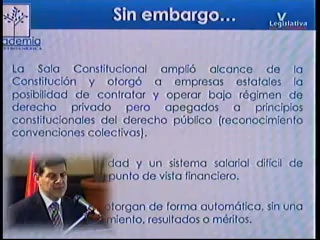 Sin embargo...
V
Legislativa
ademia
La Sala Constitucional amplió alcance de la
Constitución y otorgó a empresas estatales la
posibilidad de contratar y operar bajo régimen de
derecho privado pero apegados a principios
constitucionales del derecho público (reconocimiento
convenciones colectivas).
dad y un sistema salarial difícil de
punto de vista financiero.
otorgan de forma automática, sin una
miento, resultados o méritos.